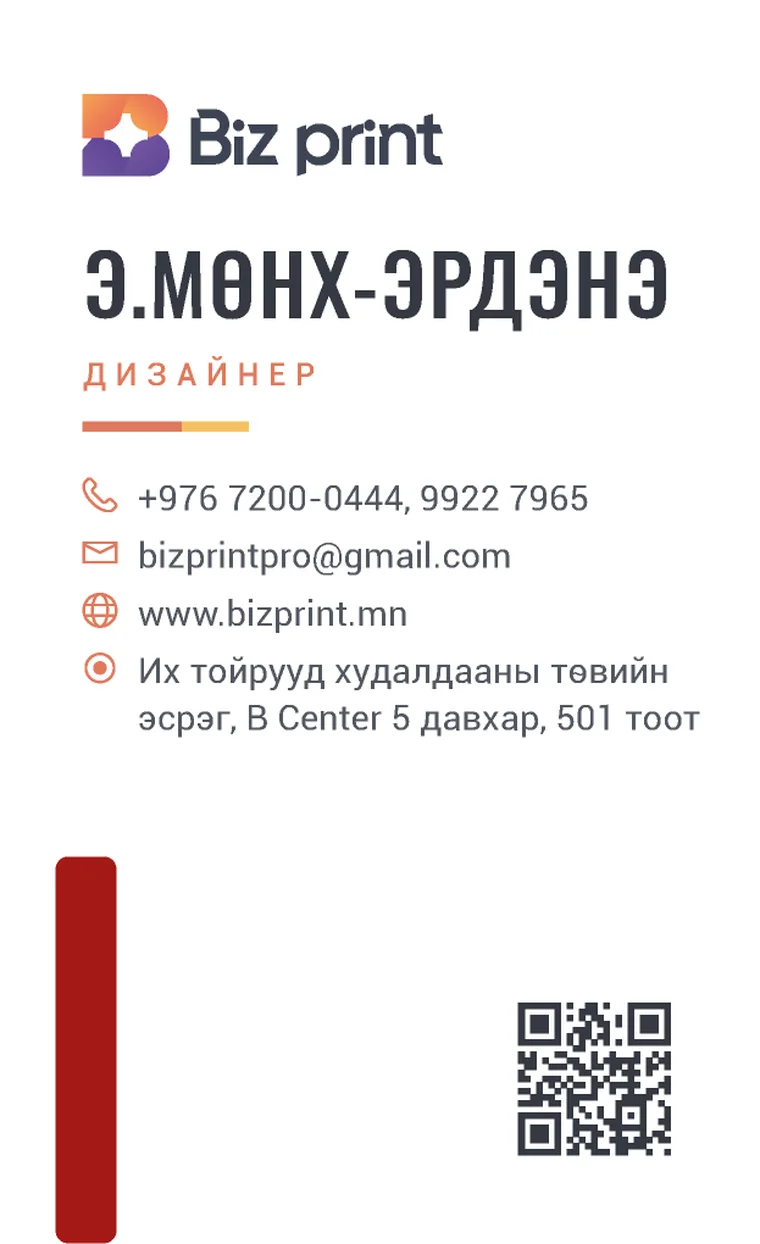 Biz print
Э.МӨНХ-ЭРДЭНЭ
ДИЗАЙНЕР
+976 7200-0444, 9922 7965
bizprintpro@gmail.com
www.bizprint.mn
Их тойрууд худалдааны төвийн
эсрэг, B Center 5 давхар, 501 тоот